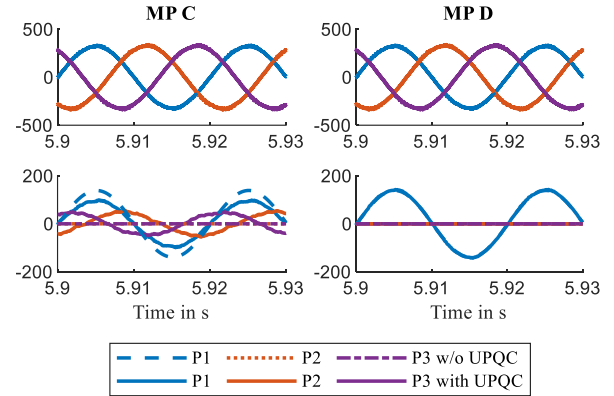 MP C MP D
500 500
0 0
-500 -500
5.9 5.91 5.92 5.93 5.9 5.91 5.92 5.93
200 200
0 0
-200 -200
5.9 5.91 5.92 5.93 5.9 5.91 5.92 5.93
Time in s Time in s
P1 P2 P3 w/o UPQC
P1 P2 P3 with UPQC